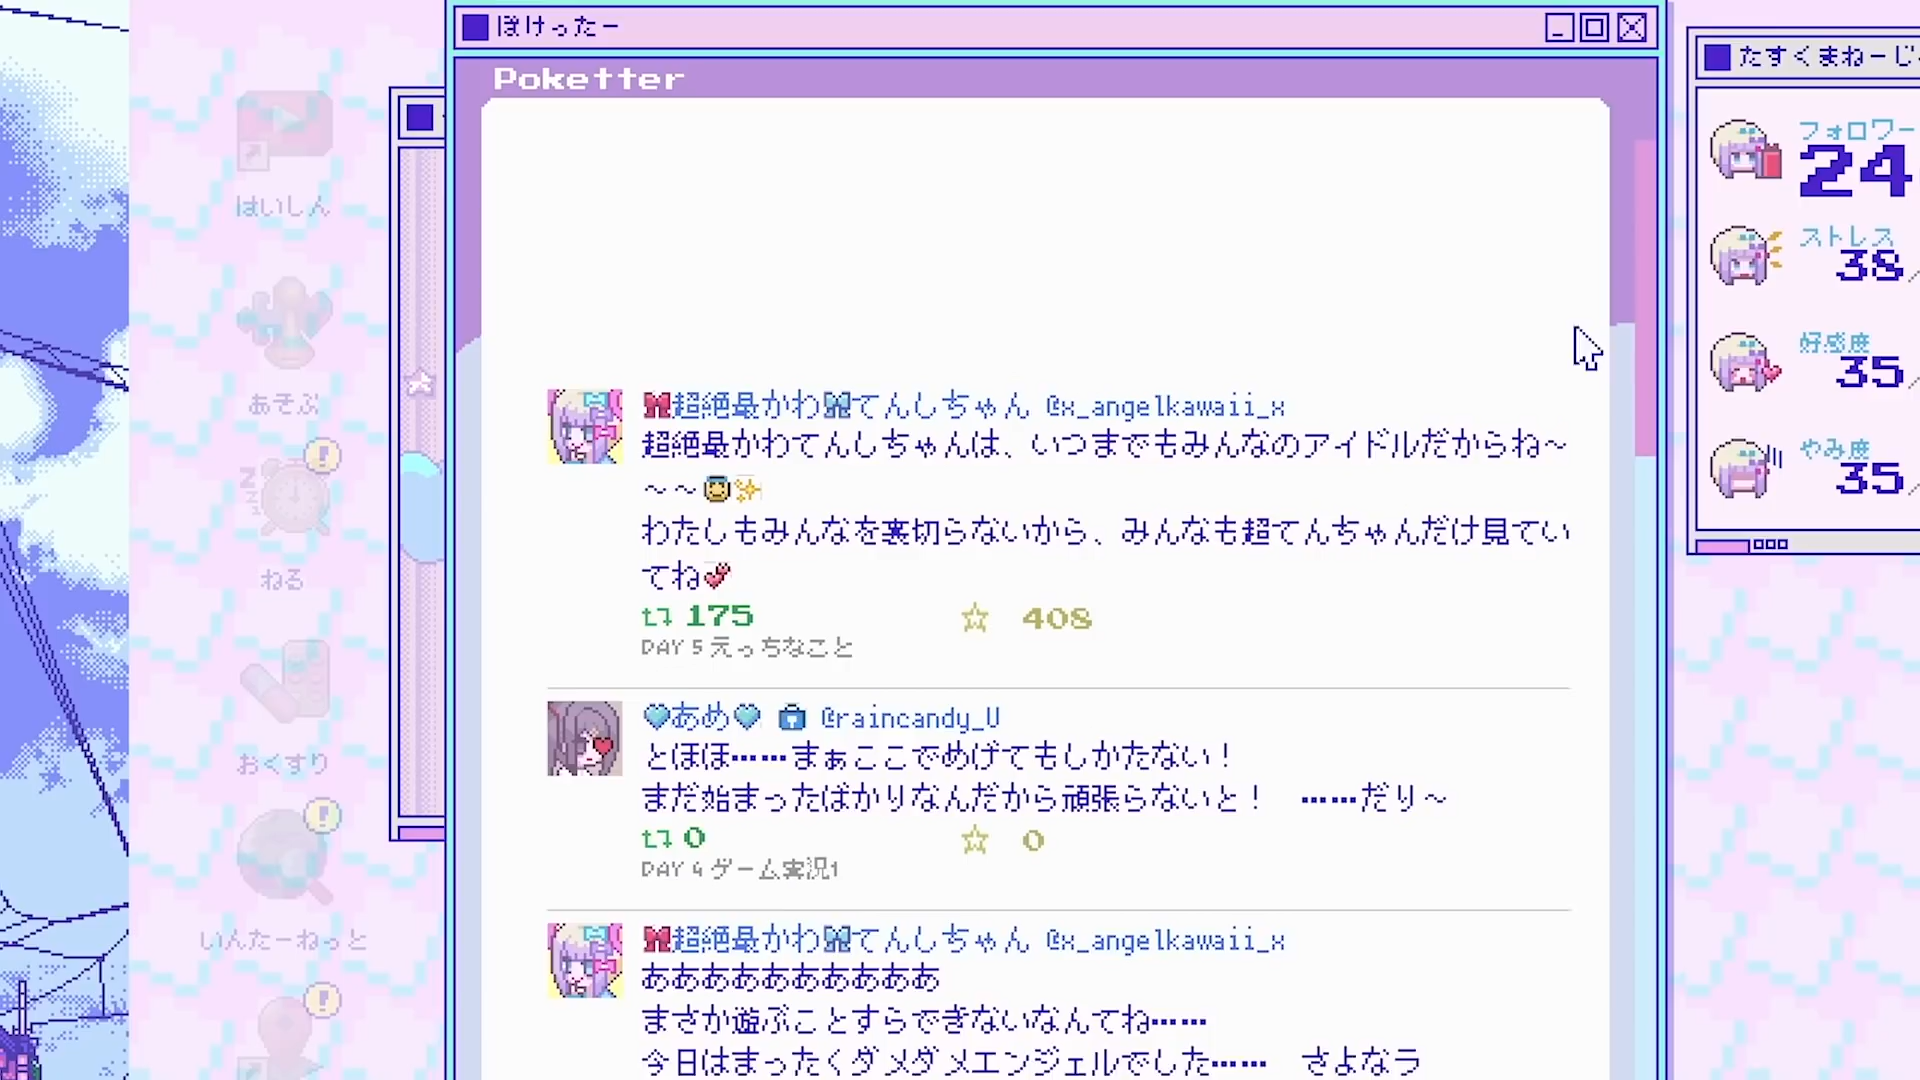 ぽけったー
Poketter
たすくまねーじ
はいしん
あそぶ
ねる
おくすり
いんたーねっと
🎀超絶最かわ🎀てんしちゃん @x_angelkawaii_x
超絶最かわてんしちゃんは、いつまでもみんなのアイドルだからね～
～～😇✨
わたしもみんなを裏切らないから、みんなも超てんちゃんだけ見てい
てね💕
175 ☆ 408
DAY 5 えっちなこと
🩵あめ🩵 🔒 @raincandy_U
とほほ……まぁここでめげてもしかたない！
まだ始まったばかりなんだから頑張らないと！ ……だり～
0 ☆ 0
DAY 4 ゲーム実況1
🎀超絶最かわ🎀てんしちゃん @x_angelkawaii_x
ああああああああああ
まさか遊ぶことすらできないなんてね……
今日はまったくダメダメエンジェルでした…… さよなラ
フォロワー
24
ストレス
38
好感度
35
やみ度
35